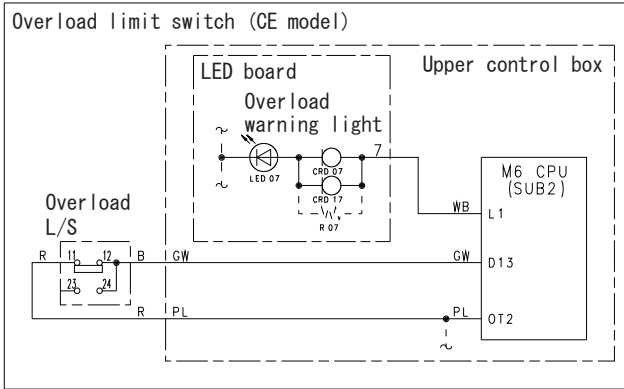 Overload limit switch (CE model)
LED board
Upper control box
Overload
warning light
7
LED 07
CRD 07
CRD 17
R 07
M6 CPU
(SUB2)
WB
L1
Overload
L/S
R
11
12
B
GW
GW
D13
23
24
R
PL
PL
OT2